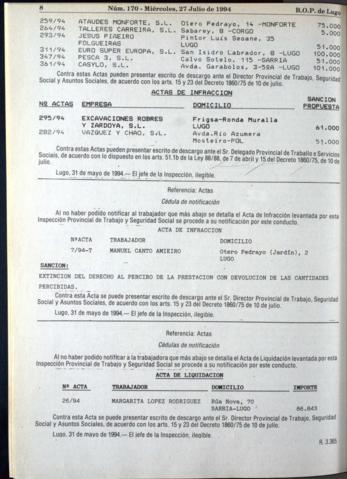 8 Núm. 170 - Miércoles, 27 Julio de 1994 B.O.P. de Lugo
259/94 ATAUDES MONFORTE, S.L. Otero Pedrayo, 14 -MONFORTE 75.000
264/94 TALLERES CARREIRA, S.L. Sabarey, 8 -CORGO 5.000
293/94 JESUS PIÑEIRO Pintor Luis Seoane, 35
FOLGUEIRAS LUGO 51.000
311/94 EURO SUPER EUROPA, S.L. San Isidro Labrador, 8 -LUGO 100.000
347/94 PESCA 3, S.L. Calvo Sotelo, 115 -SARRIA 51.000
361/94 CASYLO, S.L. Avda. Garabolos, 3-5ºA -LUGO 101.000
Contra estas Actas pueden presentar escrito de descargo ante el Director Provincial de Trabajo, Seguridad
Social y Asuntos Sociales, de acuerdo con los arts. 15 y 23 del Decreto 1860/75 de 10 de julio.
ACTAS DE INFRACCION
SANCION
Nº ACTAS EMPRESA DOMICILIO PROPUESTA
295/94 EXCAVACIONES ROBRES Frigsa-Ronda Muralla
Y ZARDOYA, S.L. LUGO 61.000
282/94 VAZQUEZ Y CHAO, S.L. Avda.Rio Azumera
Mosteiro-POL 51.000
Contra estas Actas pueden presentar escrito de descargo ante el Sr. Delegado Provincial de Traballo e Servicios
Sociais, de acuerdo con lo dispuesto en los arts. 51.1b de la Ley 88/88, de 7 de abril y 15 del Decreto 1860/75, de 10 de
julio.
Lugo, 31 de mayo de 1994.— El jefe de la Inspección, ilegible.
Referencia: Actas
Cédula de notificación
Al no haber podido notificar al trabajador que más abajo se detalla el Acta de Infracción levantada por esta
Inspección Provincial de Trabajo y Seguridad Social se procede a su notificación por este conducto.
ACTA DE INFRACCION
NºACTA TRABAJADOR DOMICILIO
7/94-T MANUEL CANTO AMIEIRO Otero Pedrayo (Jardín), 2
LUGO
SANCION:
EXTINCION DEL DERECHO AL PERCIBO DE LA PRESTACION CON DEVOLUCION DE LAS CANTIDADES
PERCIBIDAS.
Contra esta Acta se puede presentar escrito de descargo ante el Sr. Director Provincial de Trabajo, Seguridad
Social y Asuntos Sociales, de acuerdo con los arts. 15 y 23 del Decreto 1860/75 de 10 de julio.
Lugo, 31 de mayo de 1994.— El jefe de la Inspección, ilegible.
Referencia: Actas
Cédulas de notificación
Al no haber podido notificar a la trabajadora que más abajo se detalla el Acta de Liquidación levantada por esta
Inspección Provincial de Trabajo y Seguridad Social se procede a su notificación por este conducto.
ACTA DE LIQUIDACION
Nº ACTA TRABAJADOR DOMICILIO IMPORTE
26/94 MARGARITA LOPEZ RODRIGUEZ Rúa Nova, 70
SARRIA-LUGO 86.643
Contra esta Acta se puede presentar escrito de descargo ante el Sr. Director Provincial de Trabajo, Seguridad
Social y Asuntos Sociales, de acuerdo con los arts. 15 y 23 del Decreto 1860/75 de 10 de julio.
Lugo, 31 de mayo de 1994.— El jefe de la Inspección, ilegible.
R. 3.365